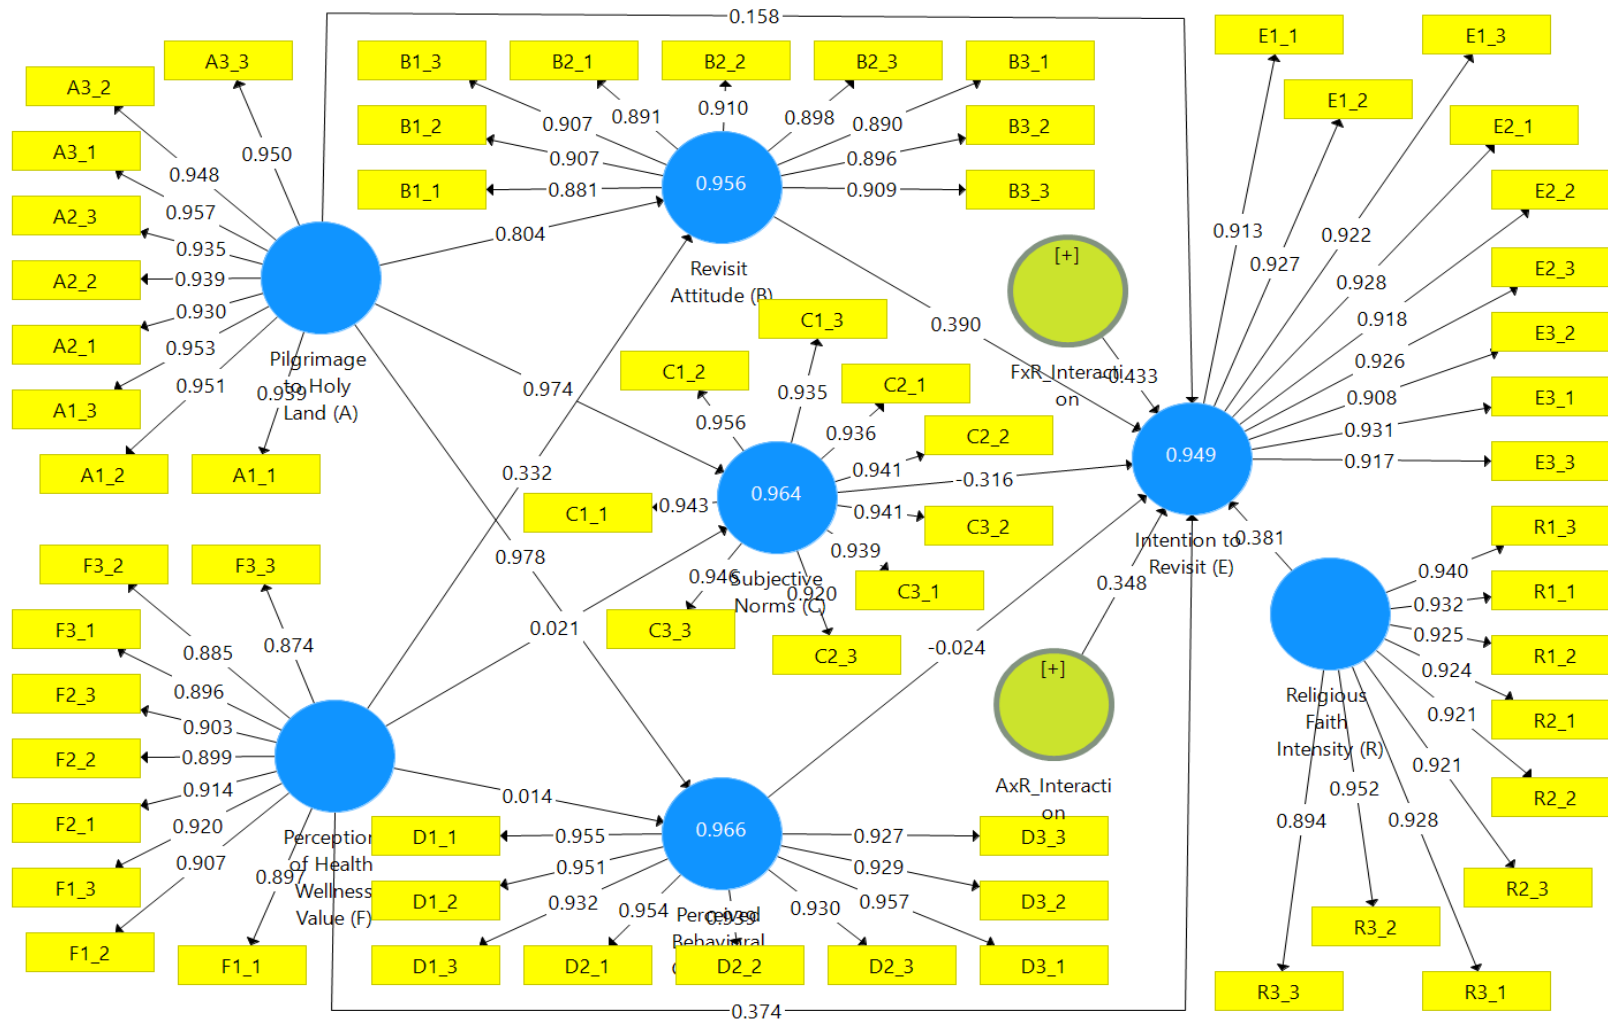 0.158
E1_1
E1_3
A3_3
B1_3
B2_1
B2_2
B2_3
B3_1
A3_2
E1_2
0.891
0.910
0.898
0.907
0.890
B1_2
B3_2
E2_1
A3_1
0.950
0.907
0.896
0.948
0.956
B1_1
0.881
0.909
B3_3
E2_2
0.957
A2_3
0.804
0.913
0.922
0.935
0.927
[+]
Revisit
Attitude (B)
E2_3
A2_2
0.939
0.928
0.930
C1_3
0.918
0.390
E3_2
A2_1
0.953
Pilgrimage
to Holy
Land (A)
0.926
C1_2
FxR_Interacti
on
-0.433
0.951
0.939
0.974
0.935
C2_1
0.908
E3_1
A1_3
0.956
0.936
C2_2
0.931
0.949
0.917
E3_3
A1_2
A1_1
0.332
0.941
-0.316
0.964
C1_1
0.943
0.941
C3_2
R1_3
Intention to
Revisit (E)
0.381
0.978
0.939
F3_2
F3_3
0.946
Subjective
Norms (C)
0.920
C3_1
0.348
0.940
R1_1
0.932
F3_1
0.021
C3_3
0.925
R1_2
0.885
0.874
C2_3
-0.024
0.924
[+]
F2_3
0.896
Religious
Faith
Intensity (R)
0.921
R2_1
0.903
F2_2
0.899
0.921
0.914
AxR_Interacti
on
0.952
R2_2
0.014
F2_1
0.920
0.894
0.928
Perception
of Health
Wellness
Value (F)
D1_1
0.955
0.966
0.927
D3_3
0.907
0.951
0.929
F1_3
0.897
D1_2
0.932
0.954
Perceived
Behavioral
0.939
0.930
0.957
D3_2
R2_3
R3_2
F1_2
F1_1
D1_3
D2_1
D2_2
D2_3
D3_1
R3_3
R3_1
0.374